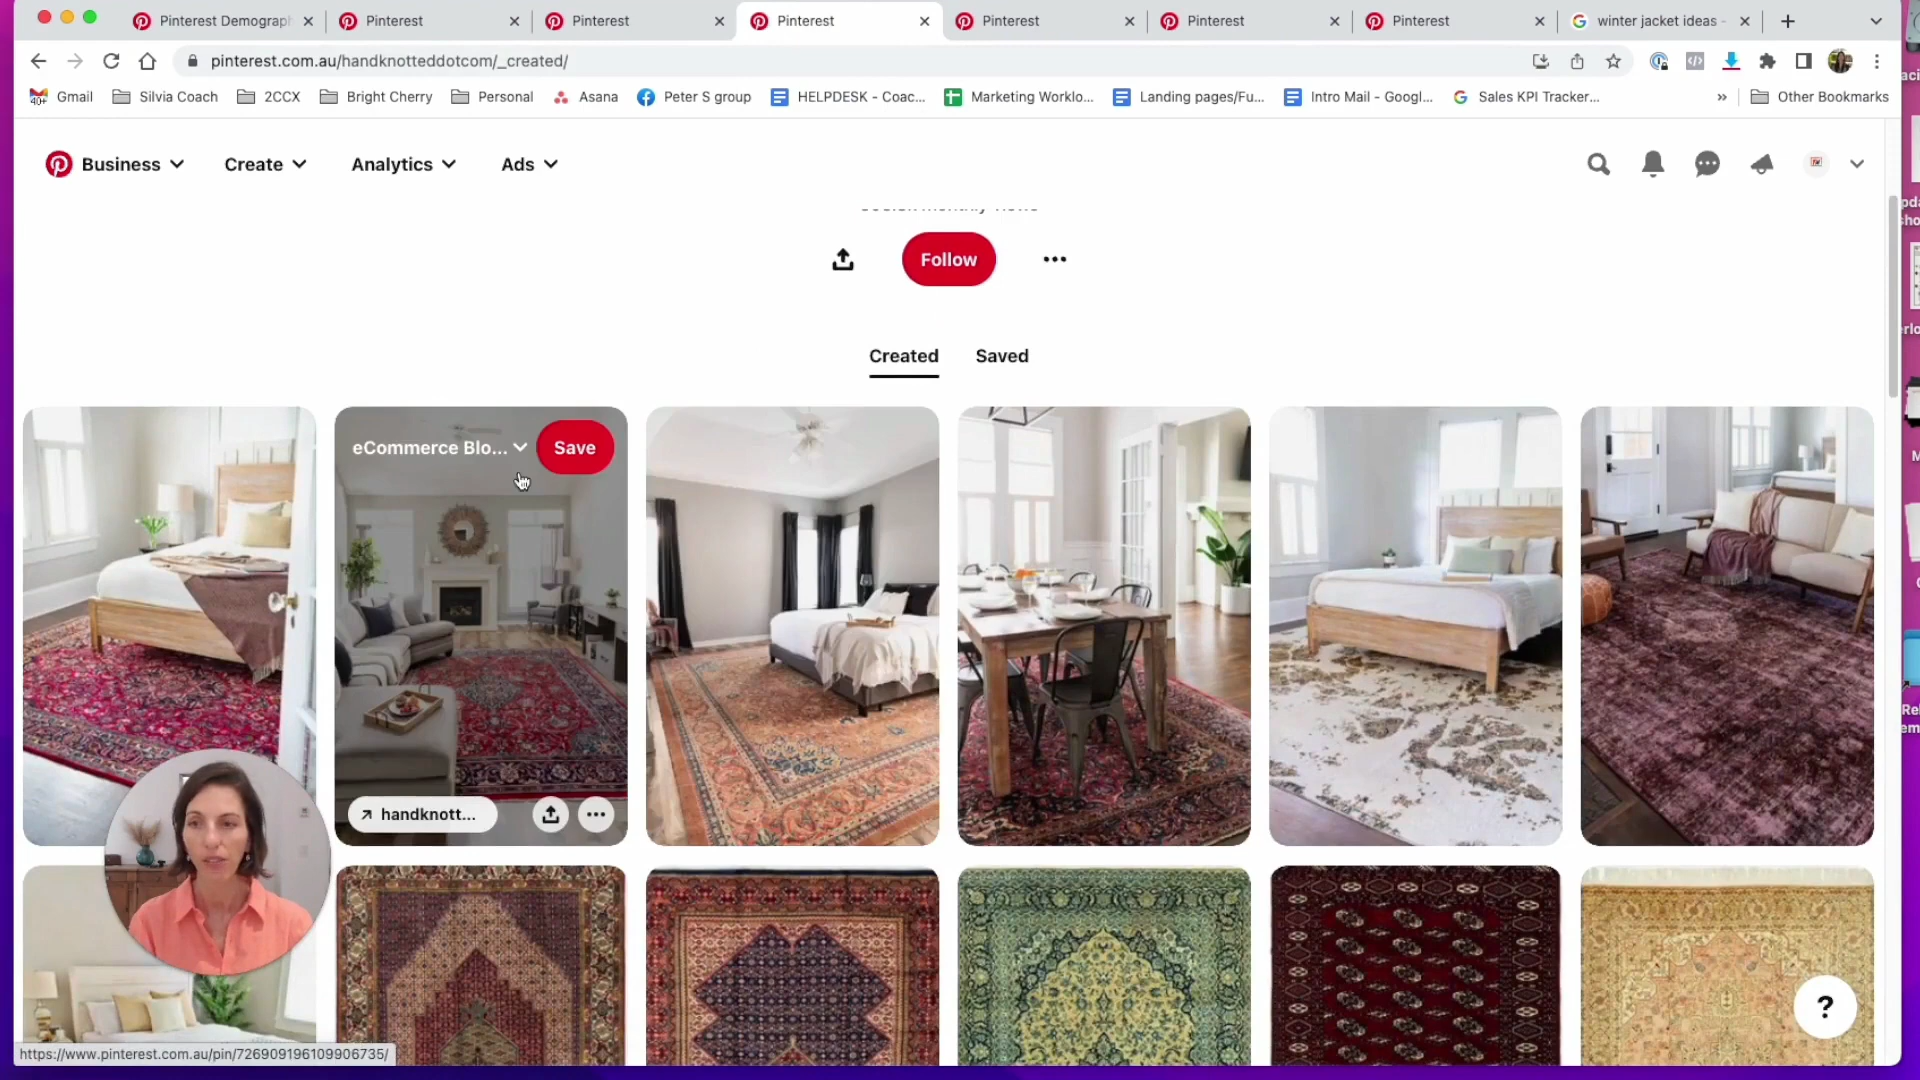 Pinterest Demograph
Pinterest
Pinterest
Pinterest
Pinterest
Pinterest
Pinterest
winter jacket ideas -
pinterest.com.au/handknotteddotcom/_created/
40+
Gmail
Silvia Coach
2CCX
Bright Cherry
Personal
Asana
Peter S group
HELPDESK - Coac...
Marketing Worklo...
Landing pages/Fu...
Intro Mail - Googl...
Sales KPI Tracker...
»
Other Bookmarks
Business
Create
Analytics
Ads
Follow
Created
Saved
eCommerce Blo...
Save
handknott...
?
https://www.pinterest.com.au/pin/726909196109906735/